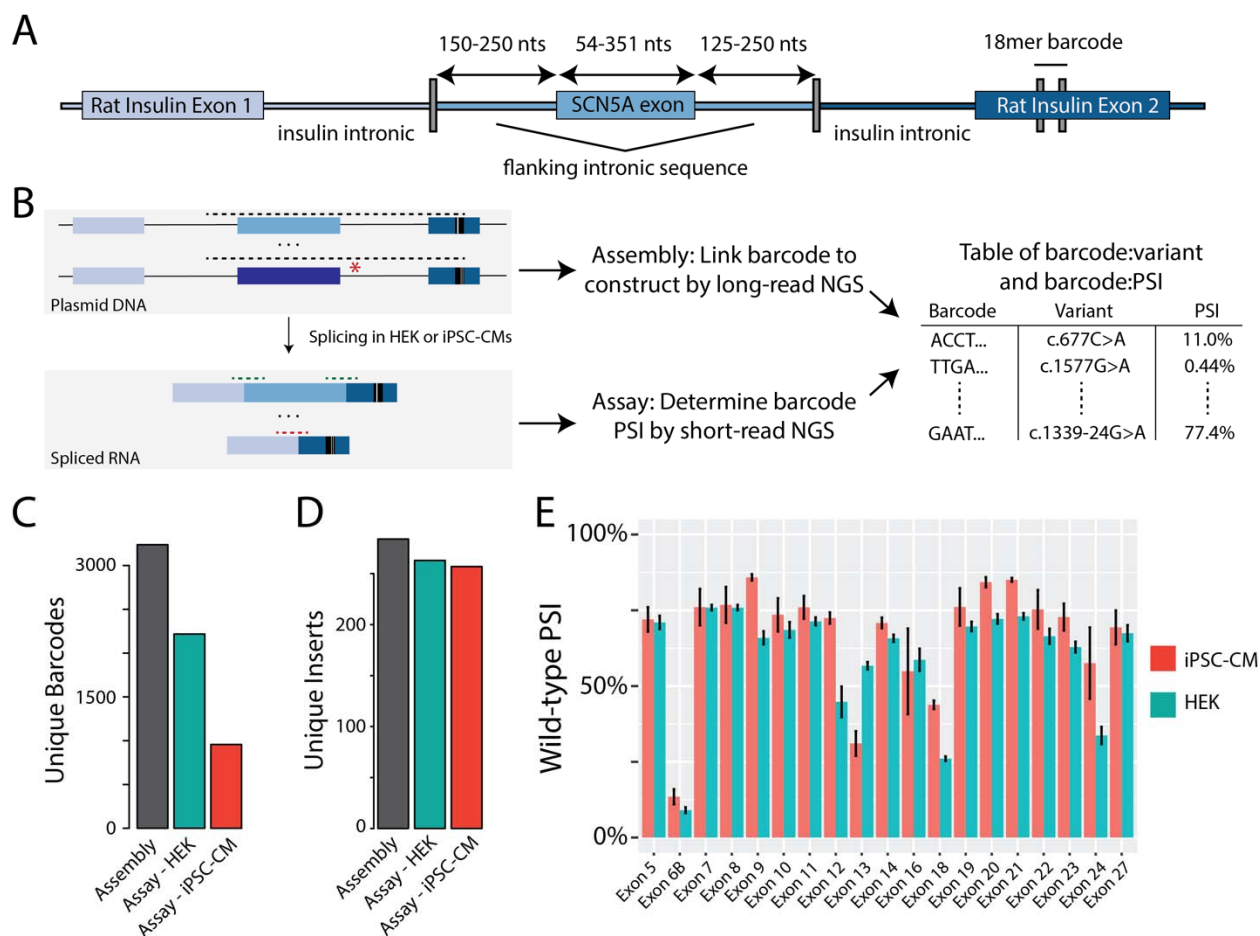 A
150-250 nts
54-351 nts
125-250 nts
18mer barcode
Rat Insulin Exon 1
SCN5A exon
Rat Insulin Exon 2
insulin intronic
insulin intronic
flanking intronic sequence
B
Plasmid DNA
*
Splicing in HEK or iPSC-CMs
Spliced RNA
Assembly: Link barcode to
construct by long-read NGS
Assay: Determine barcode
PSI by short-read NGS
Table of barcode:variant
and barcode:PSI
Barcode Variant PSI
ACCT... c.677C>A 11.0%
TTGA... c.1577G>A 0.44%
GAAT... c.1339-24G>A 77.4%
C
Unique Barcodes
3000
1500
0
Assembly
Assay - HEK
Assay - iPSC-CM
D
Unique Inserts
200
100
0
Assembly
Assay - HEK
Assay - iPSC-CM
E
Wild-type PSI
100%
50%
0%
Exon 5
Exon 6B
Exon 7
Exon 8
Exon 9
Exon 10
Exon 11
Exon 12
Exon 13
Exon 14
Exon 16
Exon 18
Exon 19
Exon 20
Exon 21
Exon 22
Exon 23
Exon 24
Exon 27
iPSC-CM
HEK